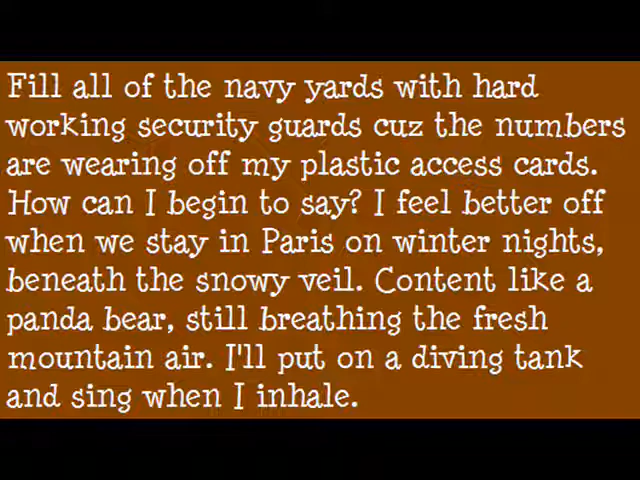 Fill all of the navy yards with hard
working security guards cuz the numbers
are wearing off my plastic access cards.
How can I begin to say? I feel better off
when we stay in Paris on winter nights,
beneath the snowy veil. Content like a
panda bear, still breathing the fresh
mountain air. I'll put on a diving tank
and sing when I inhale.